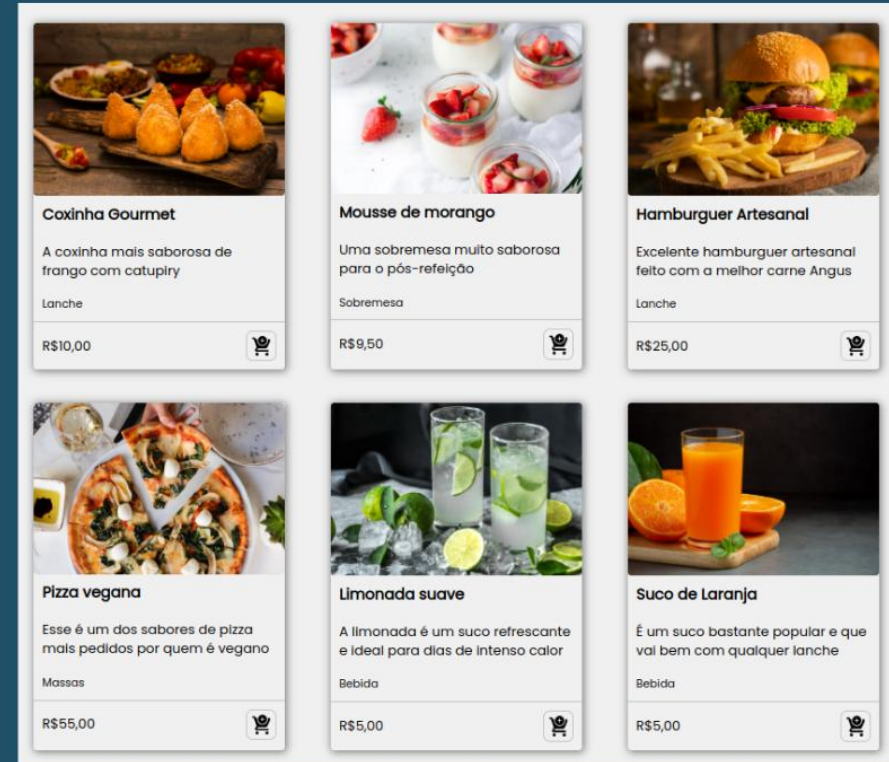 Coxinha Gourmet
A coxinha mais saborosa de
frango com catupiry
Lanche
R$10,00
Mousse de morango
Uma sobremesa muito saborosa
para o pós-refeição
Sobremesa
R$9,50
Hamburguer Artesanal
Excelente hamburguer artesanal
feito com a melhor carne Angus
Lanche
R$25,00
Pizza vegana
Esse é um dos sabores de pizza
mais pedidos por quem é vegano
Massas
R$55,00
Limonada suave
A limonada é um suco refrescante
e ideal para dias de intenso calor
Bebida
R$5,00
Suco de Laranja
É um suco bastante popular e que
vai bem com qualquer lanche
Bebida
R$5,00